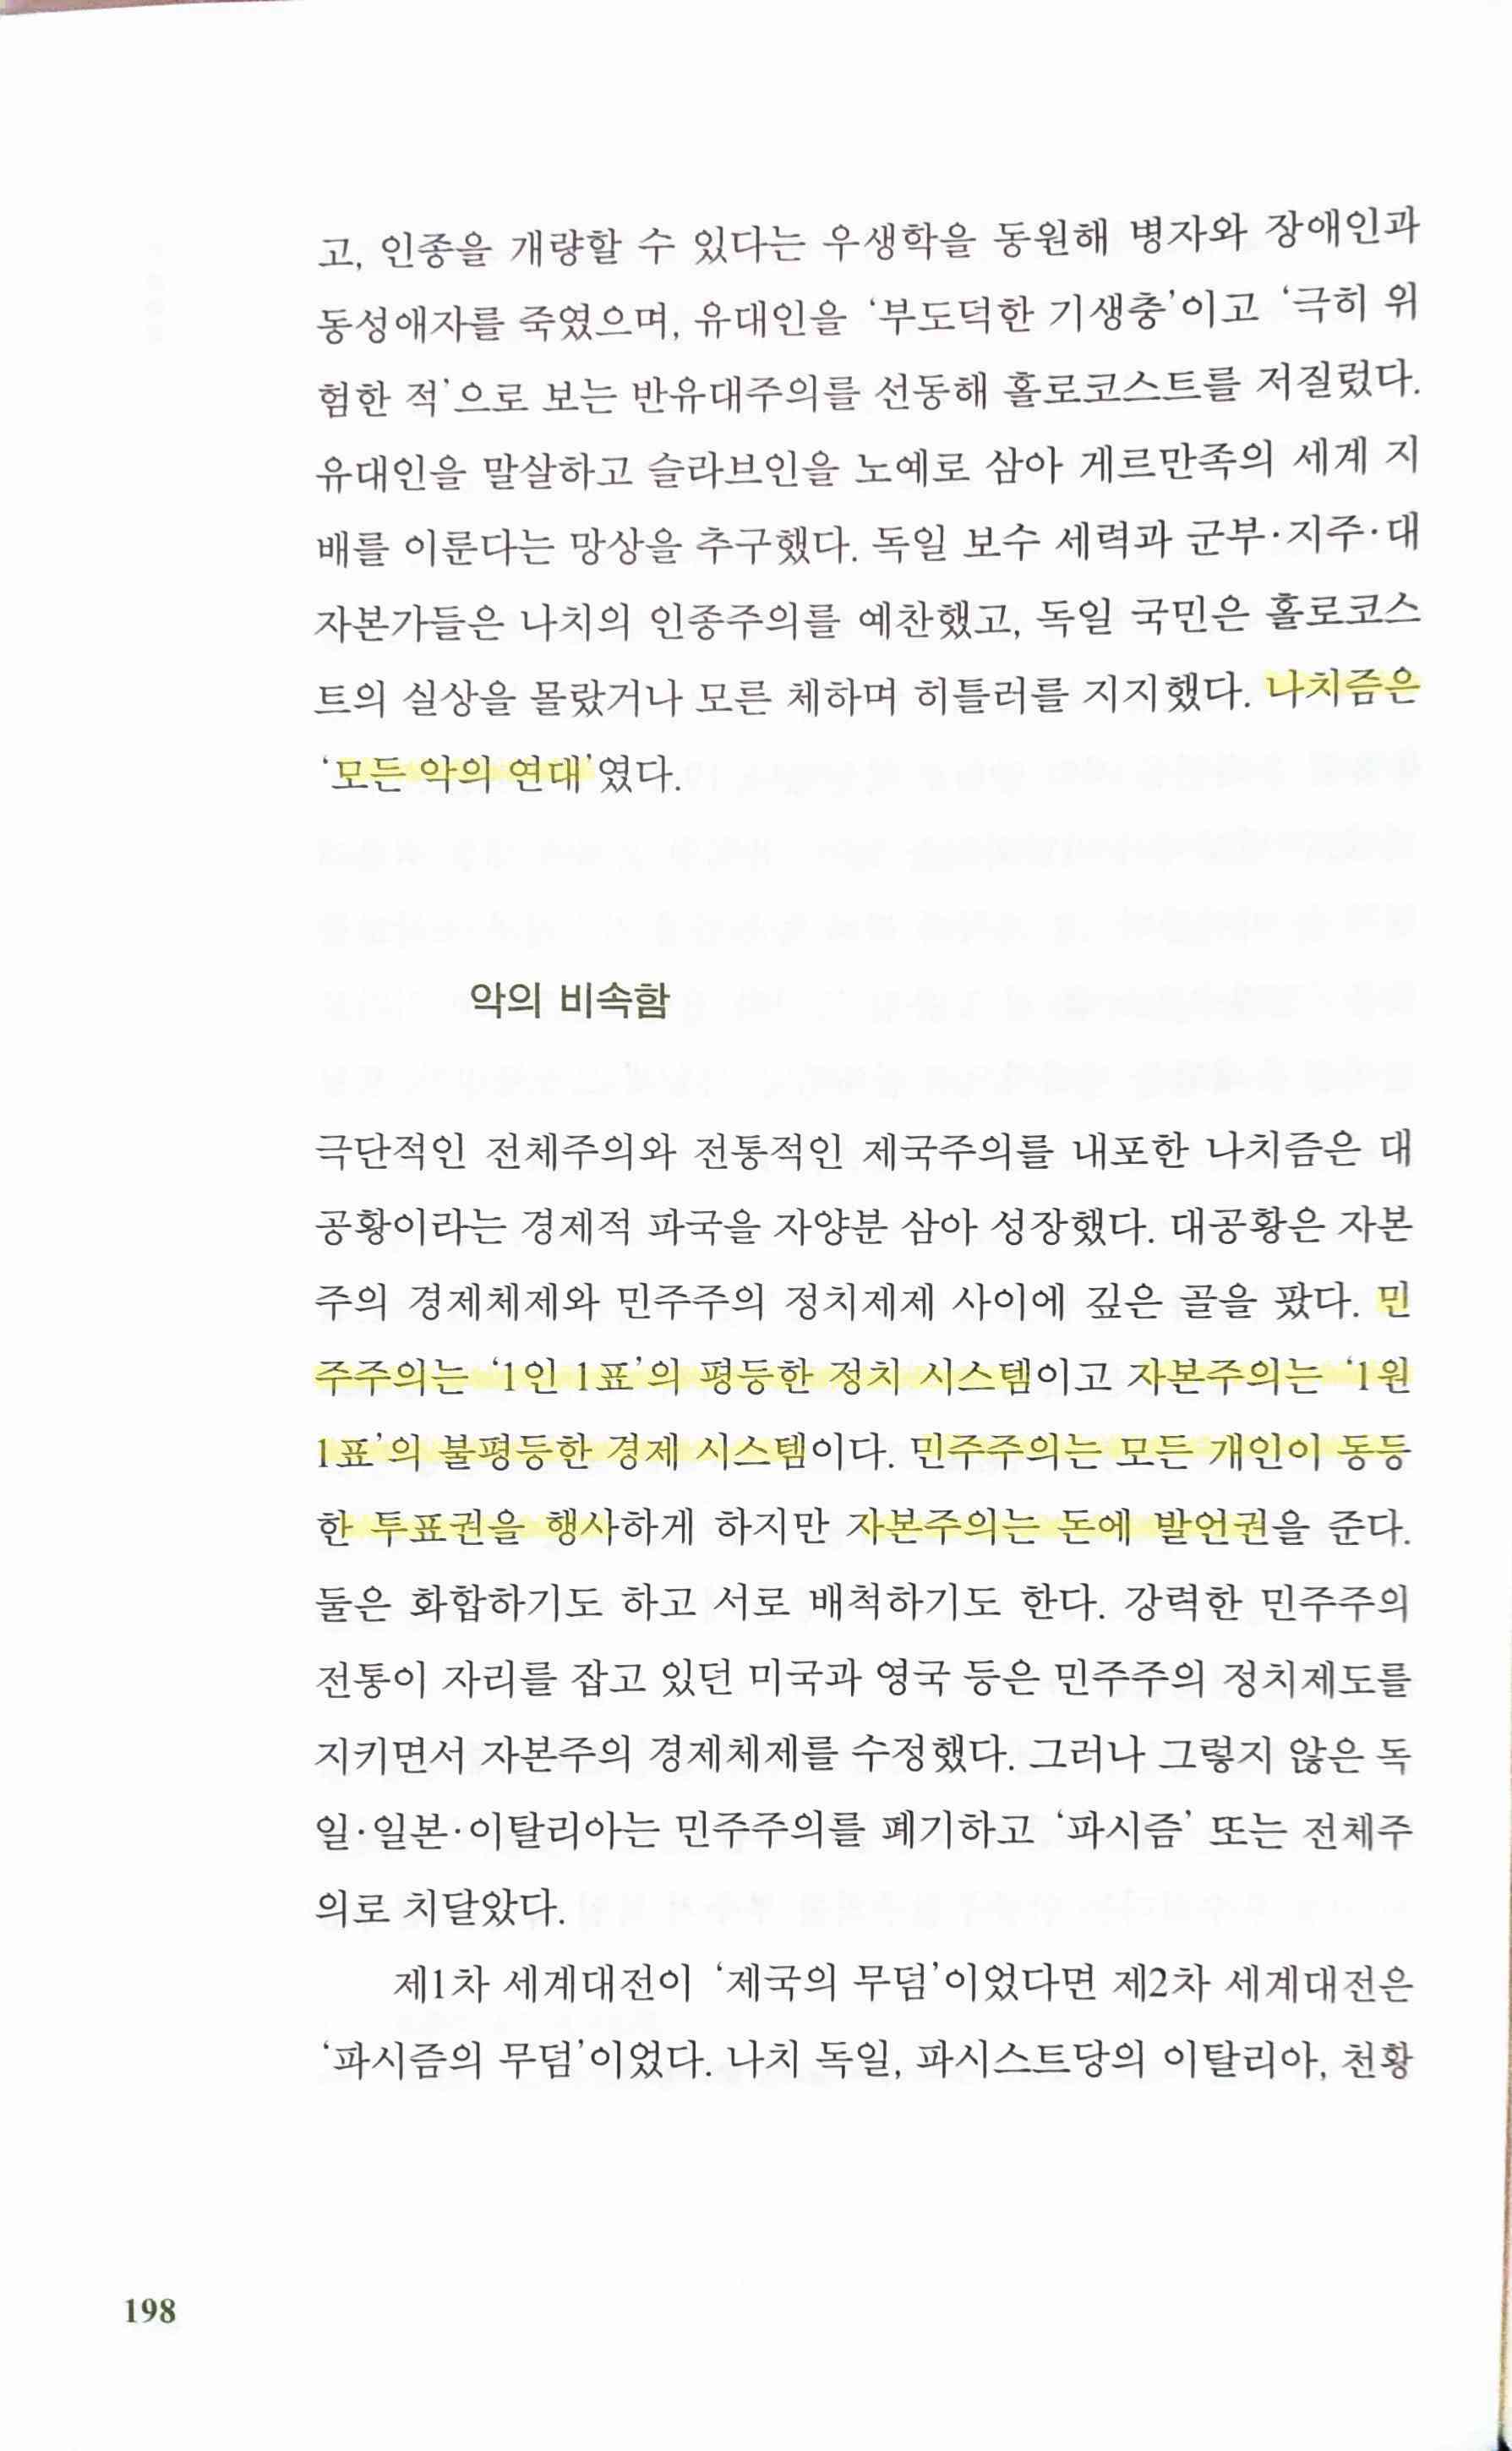 고, 인종을 개량할 수 있다는 우생학을 동원해 병자와 장애인과
동성애자를 죽였으며, 유대인을 ‘부도덕한 기생충’이고 ‘극히 위
험한 적’으로 보는 반유대주의를 선동해 홀로코스트를 저질렀다.
유대인을 말살하고 슬라브인을 노예로 삼아 게르만족의 세계 지
배를 이룬다는 망상을 추구했다. 독일 보수 세력과 군부·지주·대
자본가들은 나치의 인종주의를 예찬했고, 독일 국민은 홀로코스
트의 실상을 몰랐거나 모른 체하며 히틀러를 지지했다. 나치즘은
‘모든 악의 연대’였다.
악의 비속함
극단적인 전체주의와 전통적인 제국주의를 내포한 나치즘은 대
공황이라는 경제적 파국을 자양분 삼아 성장했다. 대공황은 자본
주의 경제체제와 민주주의 정치제제 사이에 깊은 골을 팠다. 민
주주의는 ‘1인 1표’의 평등한 정치 시스템이고 자본주의는 ‘1원
1표’의 불평등한 경제 시스템이다. 민주주의는 모든 개인이 동등
한 투표권을 행사하게 하지만 자본주의는 돈에 발언권을 준다.
둘은 화합하기도 하고 서로 배척하기도 한다. 강력한 민주주의
전통이 자리를 잡고 있던 미국과 영국 등은 민주주의 정치제도를
지키면서 자본주의 경제체제를 수정했다. 그러나 그렇지 않은 독
일·일본·이탈리아는 민주주의를 폐기하고 ‘파시즘’ 또는 전체주
의로 치달았다.
제1차 세계대전이 ‘제국의 무덤’이었다면 제2차 세계대전은
‘파시즘의 무덤’이었다. 나치 독일, 파시스트당의 이탈리아, 천황
198